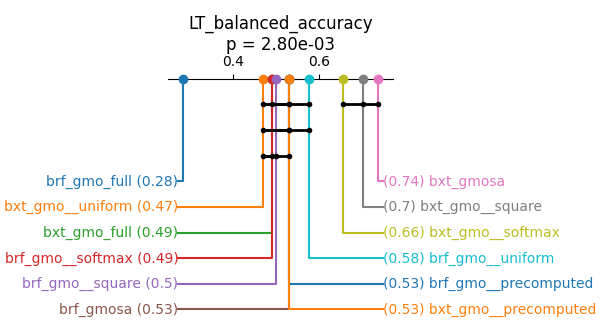 LT_balanced_accuracy
p = 2.80e-03
0.4 0.6
brf_gmo_full (0.28) (0.74) bxt_gmosa
bxt_gmo__uniform (0.47) (0.7) bxt_gmo__square
bxt_gmo_full (0.49) (0.66) bxt_gmo__softmax
brf_gmo__softmax (0.49) (0.58) brf_gmo__uniform
brf_gmo__square (0.5) (0.53) brf_gmo__precomputed
brf_gmosa (0.53) (0.53) bxt_gmo__precomputed